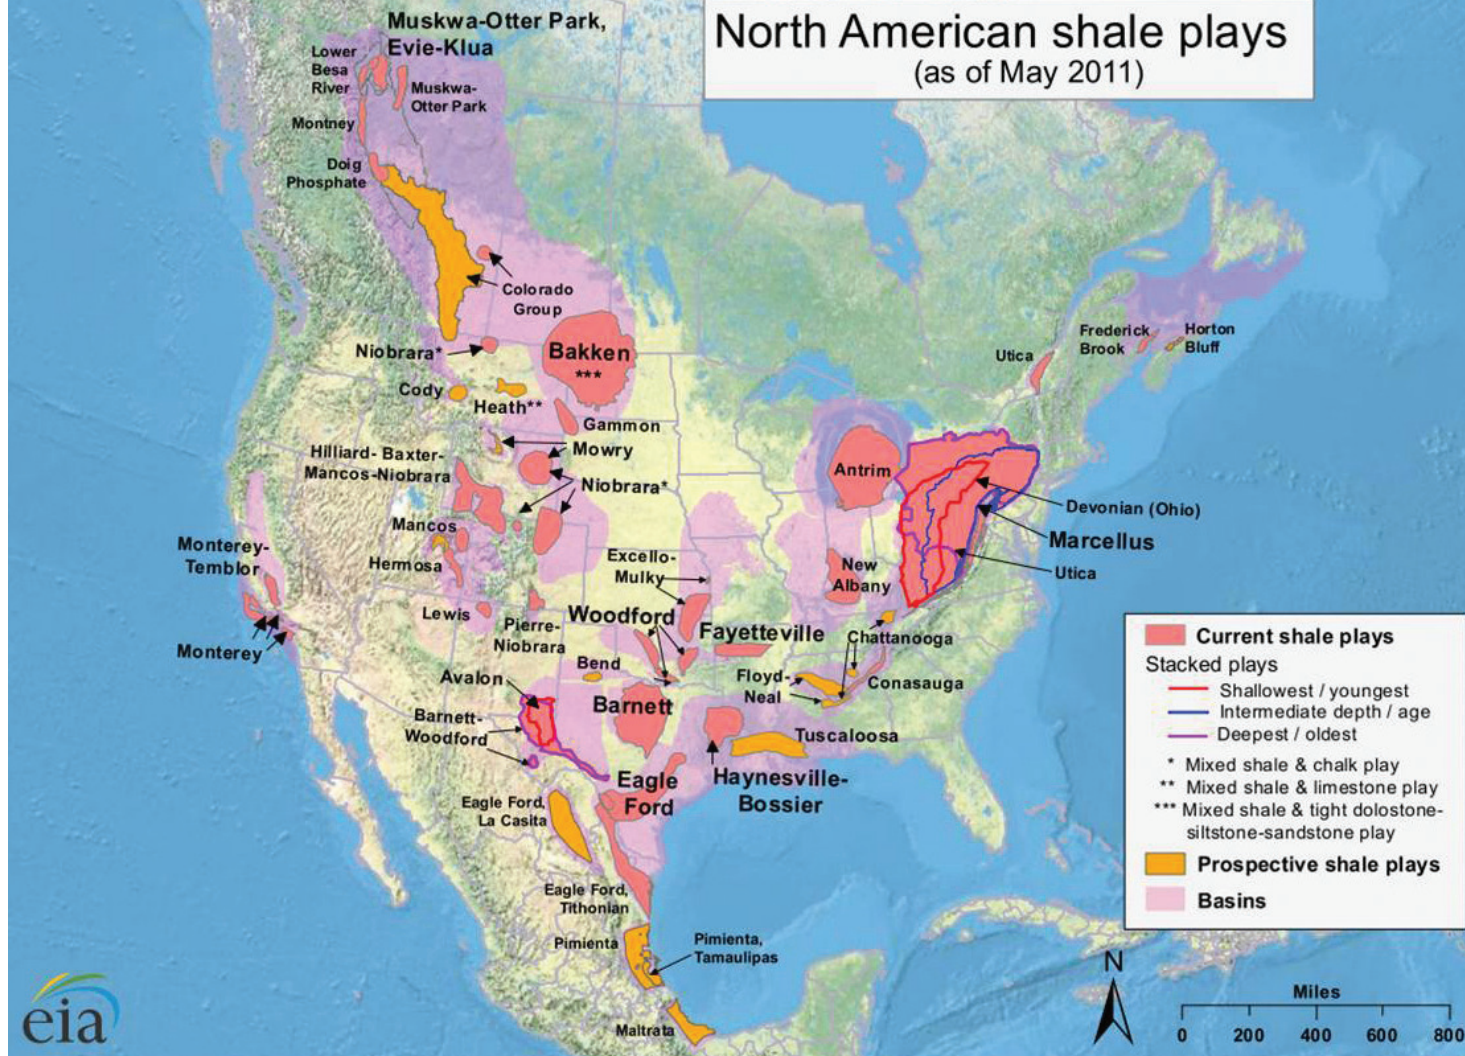 North American shale plays
(as of May 2011)
Muskwa-Otter Park,
Evie-Klua
Lower
Besa
River
Muskwa-
Otter Park
Montney
Doig
Phosphate
Colorado
Group
Niobrara*
Bakken
***
Cody
Heath**
Gammon
Mowry
Hilliard- Baxter-
Mancos-Niobrara
Niobrara*
Mancos
Hermosa
Monterey-
Temblor
Monterey
Lewis
Pierre-
Niobrara
Excello-
Mulky
Woodford
Fayetteville
Bend
Avalon
Barnett-
Woodford
Barnett
Eagle
Ford
Haynesville-
Bossier
Tuscaloosa
Floyd-
Neal
Conasauga
Chattanooga
New
Albany
Antrim
Devonian (Ohio)
Marcellus
Utica
Utica
Frederick
Brook
Horton
Bluff
Eagle Ford,
La Casita
Eagle Ford,
Tithonian
Pimienta
Pimienta,
Tamaulipas
Maltrata
Current shale plays
Stacked plays
Shallowest / youngest
Intermediate depth / age
Deepest / oldest
* Mixed shale & chalk play
** Mixed shale & limestone play
*** Mixed shale & tight dolostone-
siltstone-sandstone play
Prospective shale plays
Basins
N
Miles
0 200 400 600 800
eia